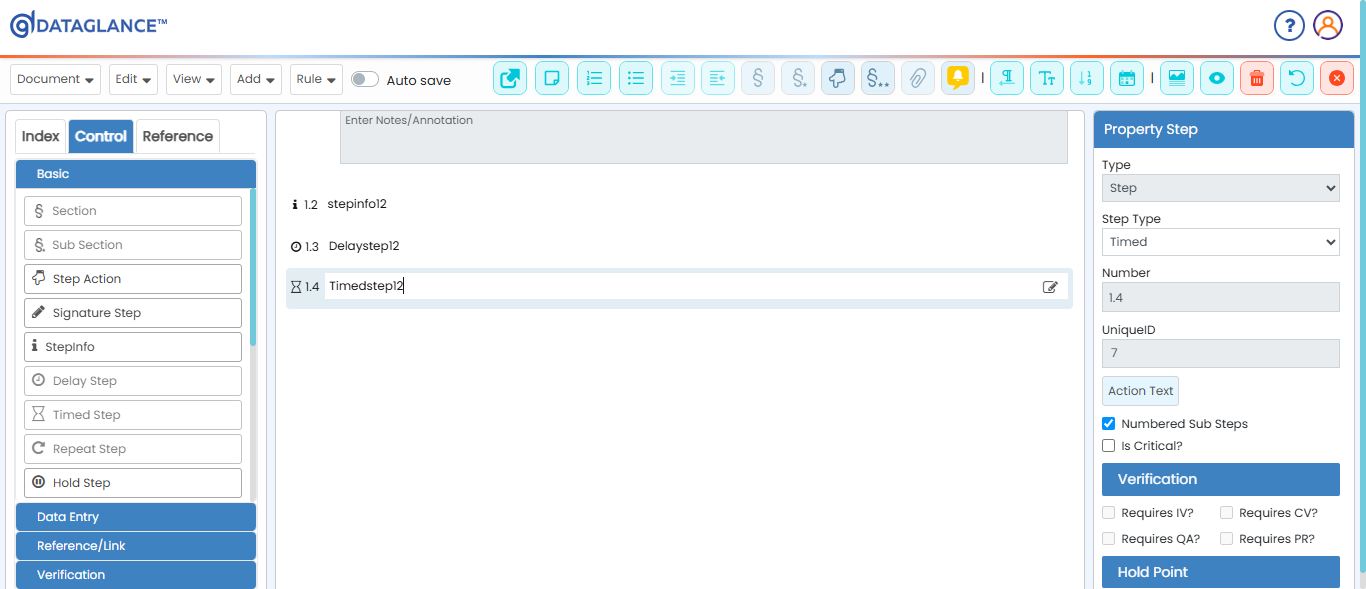 DATAGLANCE™
?
Document Edit View Add Rule Auto save
Index Control Reference
Basic
§ Section
§. Sub Section
Step Action
Signature Step
StepInfo
Delay Step
Timed Step
Repeat Step
Hold Step
Data Entry
Reference/Link
Verification
Enter Notes/Annotation
1.2 stepinfo12
1.3 Delaystep12
1.4 Timedstep12
Property Step
Type
Step
Step Type
Timed
Number
1.4
UniqueID
7
Action Text
Numbered Sub Steps
Is Critical?
Verification
Requires IV? Requires CV?
Requires QA? Requires PR?
Hold Point